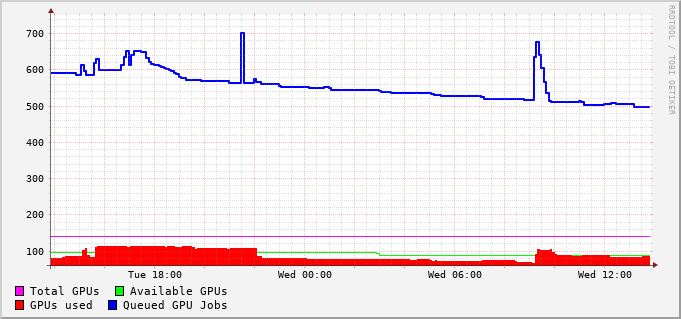 RRDTOOL / TOBI OETIKER
700
600
500
400
300
200
100
Tue 18:00 Wed 00:00 Wed 06:00 Wed 12:00
Total GPUs Available GPUs
GPUs used Queued GPU Jobs